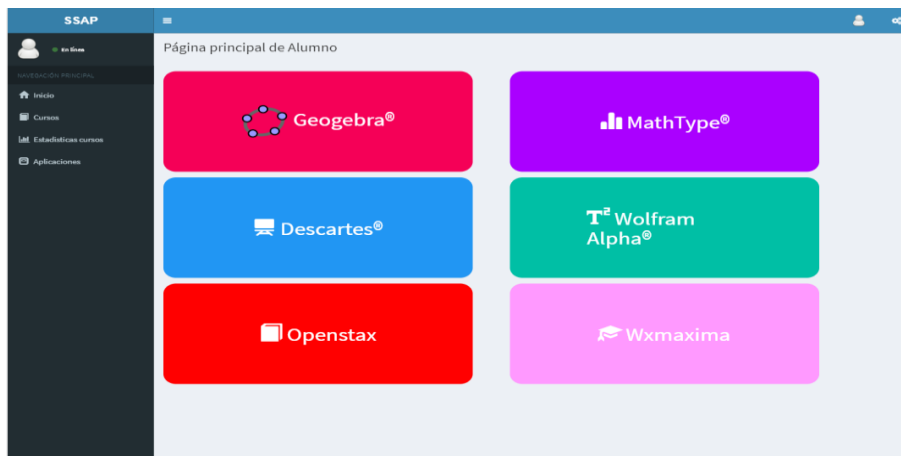 SSAP
En línea
NAVEGACIÓN PRINCIPAL
Inicio
Cursos
Estadísticas cursos
Aplicaciones
Página principal de Alumno
Geogebra®
MathType®
Descartes®
T² Wolfram
Alpha®
Openstax
Wxmaxima